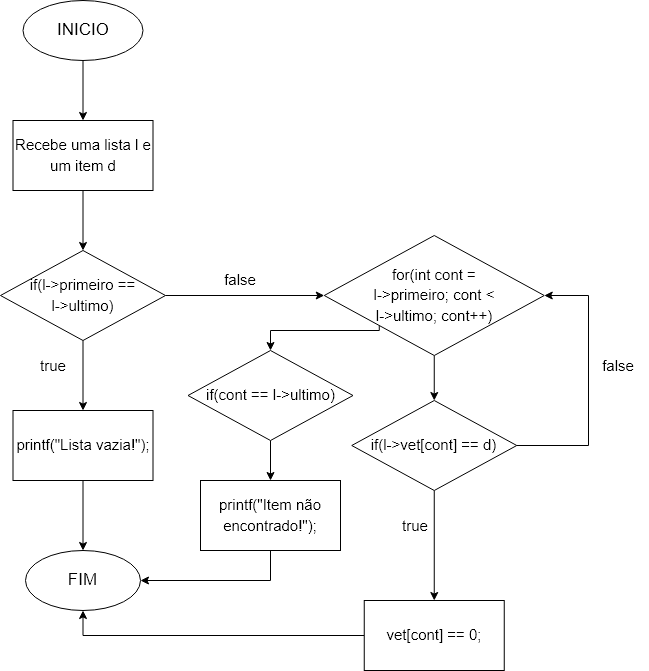 INICIO
Recebe uma lista l e
um item d
if(l->primeiro ==
l->ultimo)
false
true
printf("Lista vazia!");
FIM
for(int cont =
l->primeiro; cont <
l->ultimo; cont++)
if(cont == l->ultimo)
printf("Item não
encontrado!");
if(l->vet[cont] == d)
false
true
vet[cont] == 0;